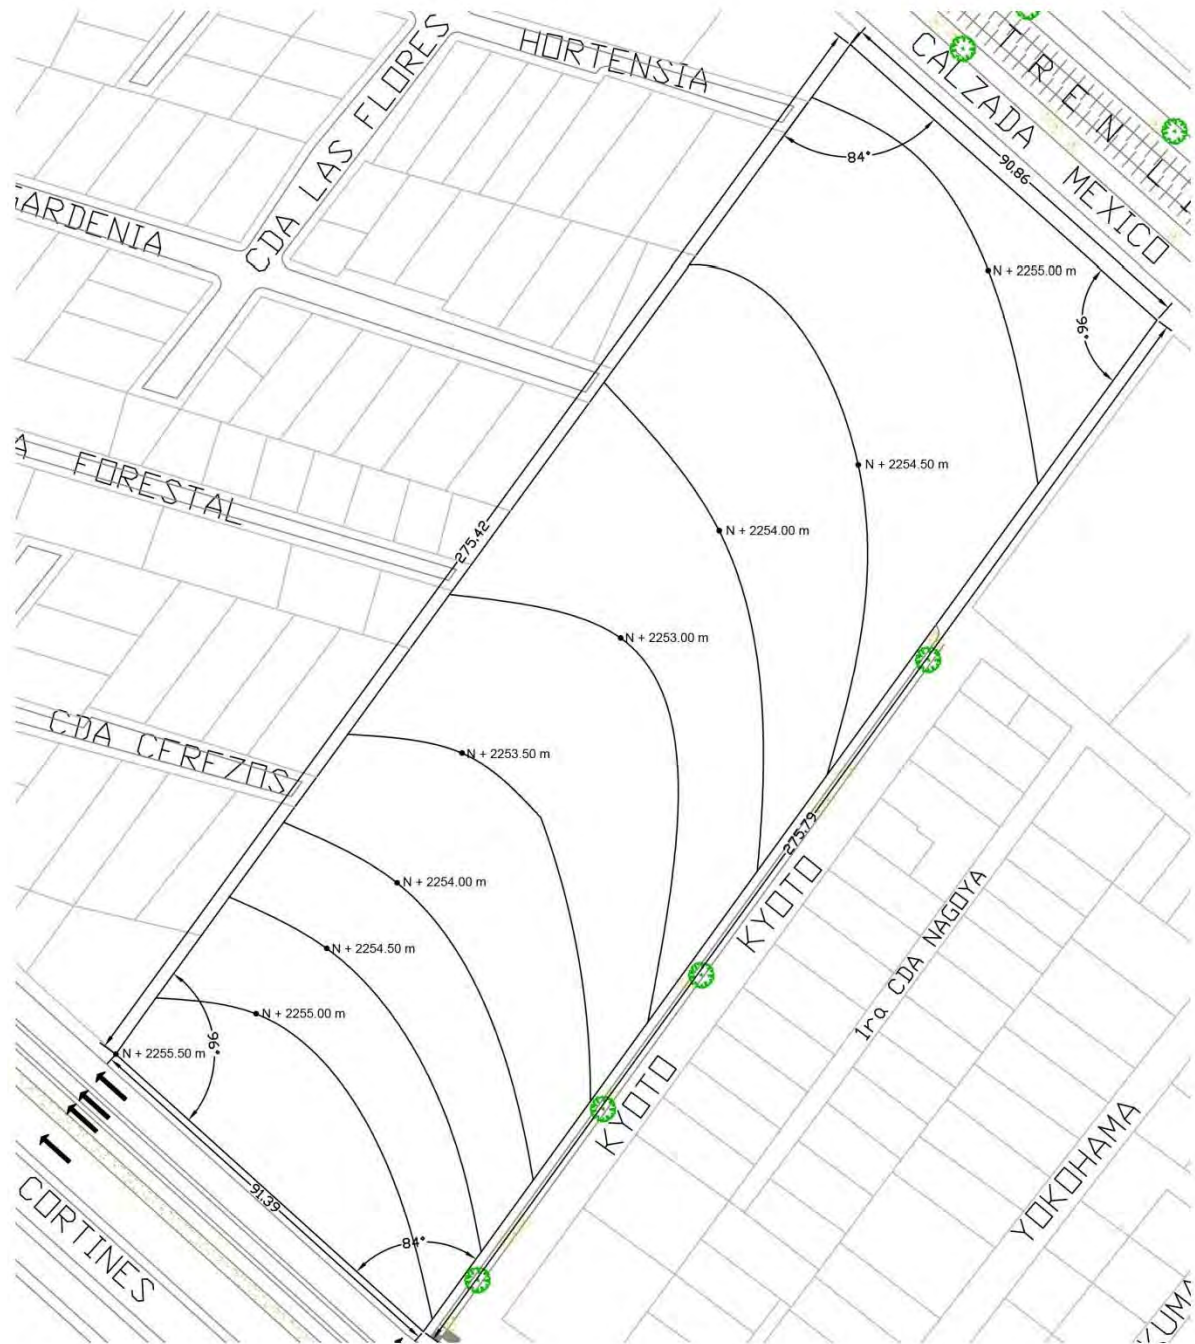 HORTENSIA
CDA LAS FLORES
CALZADA MEXICO
TREN L
GARDENIA
84°
90.86
96°
N + 2255.00 m
N + 2254.50 m
N + 2254.00 m
A FORESTAL
275.42
N + 2253.00 m
CDA CEREZOS
N + 2253.50 m
275.79
N + 2254.00 m
KYOTO
1ra CDA NAGOYA
N + 2254.50 m
N + 2255.00 m
96°
N + 2255.50 m
KYOTO
YOKOHAMA
91.39
84°
CORTINES
KUMA